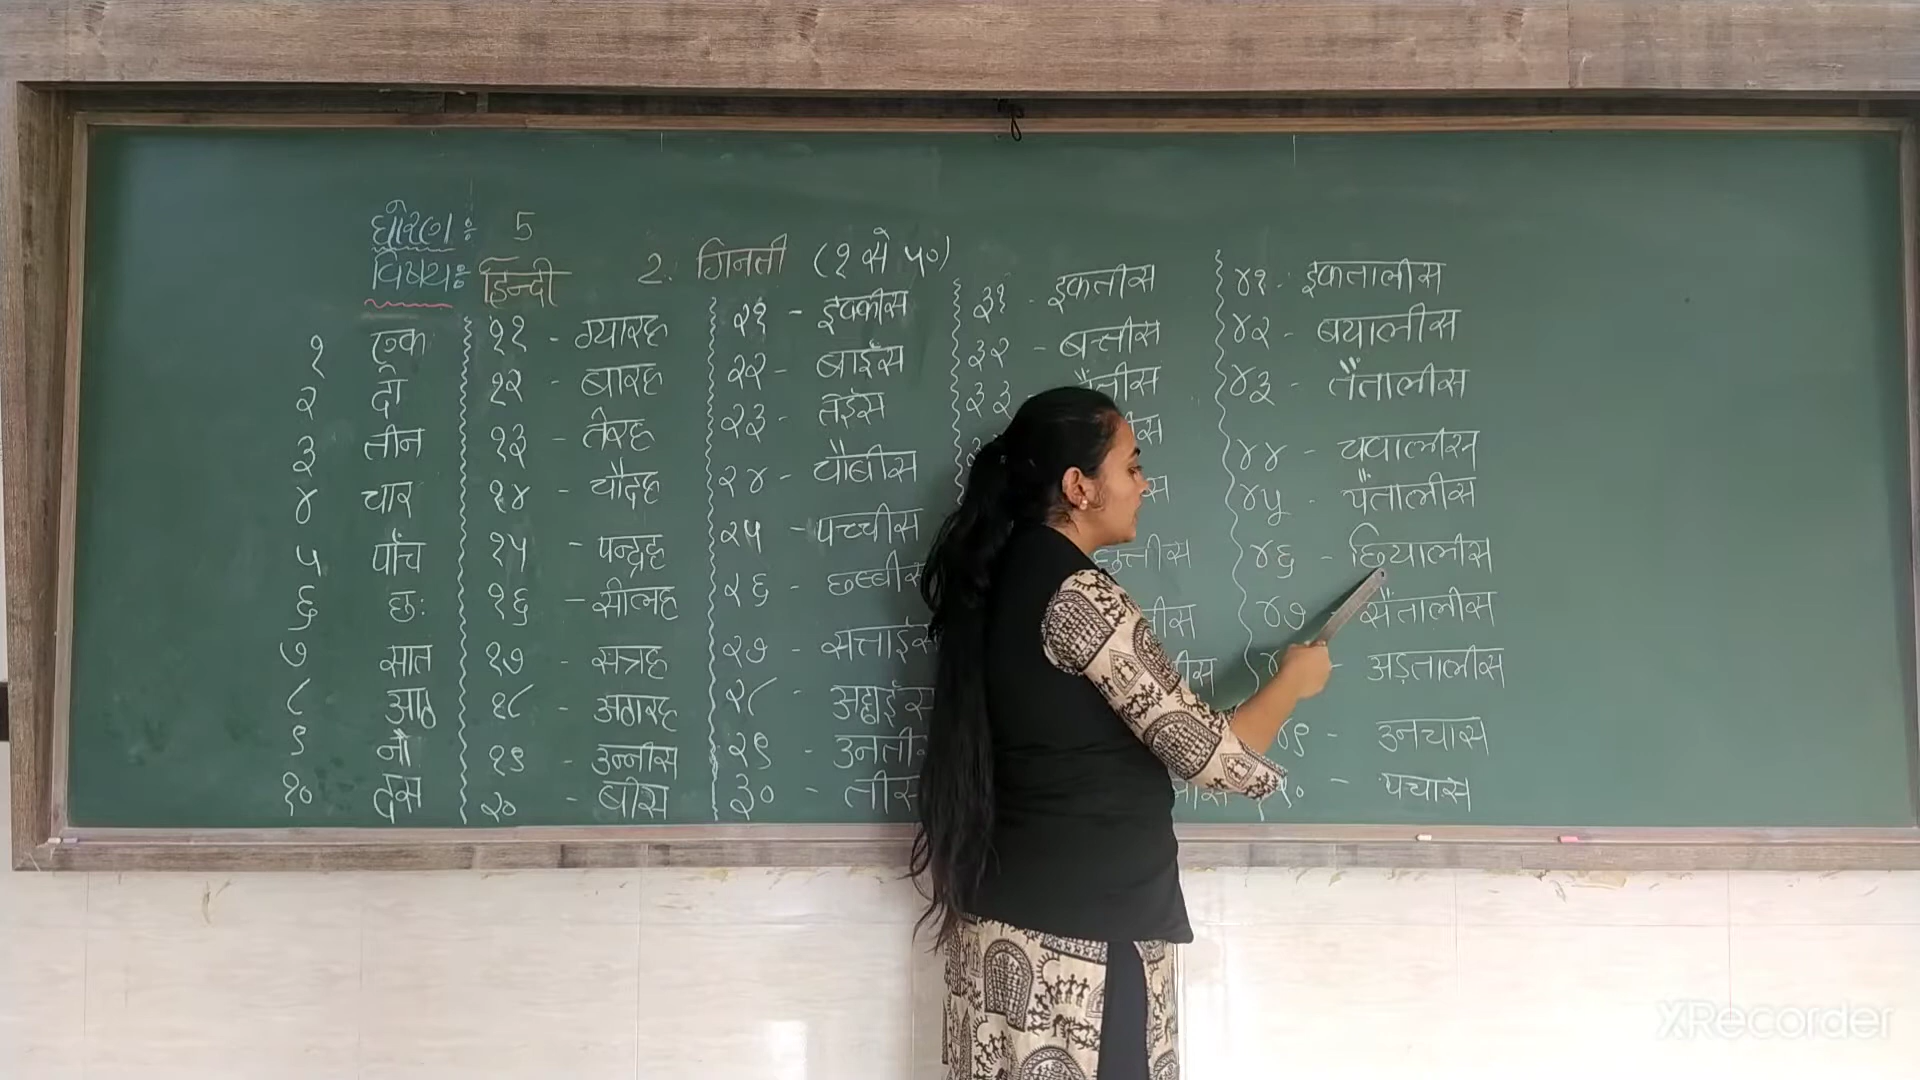 ધોરણ : 5
વિષય : हिन्दी
2. गिनती (१ से ५०)
१ एक
२ दो
३ तीन
४ चार
५ पाँच
६ छः
७ सात
८ आठ
९ नौ
१० दस
११ - ग्यारह
१२ - बारह
१३ - तेरह
१४ - चौदह
१५ - पन्द्रह
१६ - सोलह
१७ - सत्रह
१८ - अठारह
१९ - उन्नीस
२० - बीस
२१ - इक्कीस
२२ - बाईस
२३ - तेईस
२४ - चौबीस
२५ - पच्चीस
२६ - छब्बीस
२७ - सत्ताईस
२८ - अट्ठाईस
२९ -
३० - तीस
३१ - इकतीस
३२ - बत्तीस
३३
छत्तीस
४१ - इकतालीस
४२ - बयालीस
४३ - तैंतालीस
४४ - चवालीस
४५ - पैंतालीस
४६ - छियालीस
४७ - सैंतालीस
- अड़तालीस
४९ - उनचास
- पचास
XRecorder